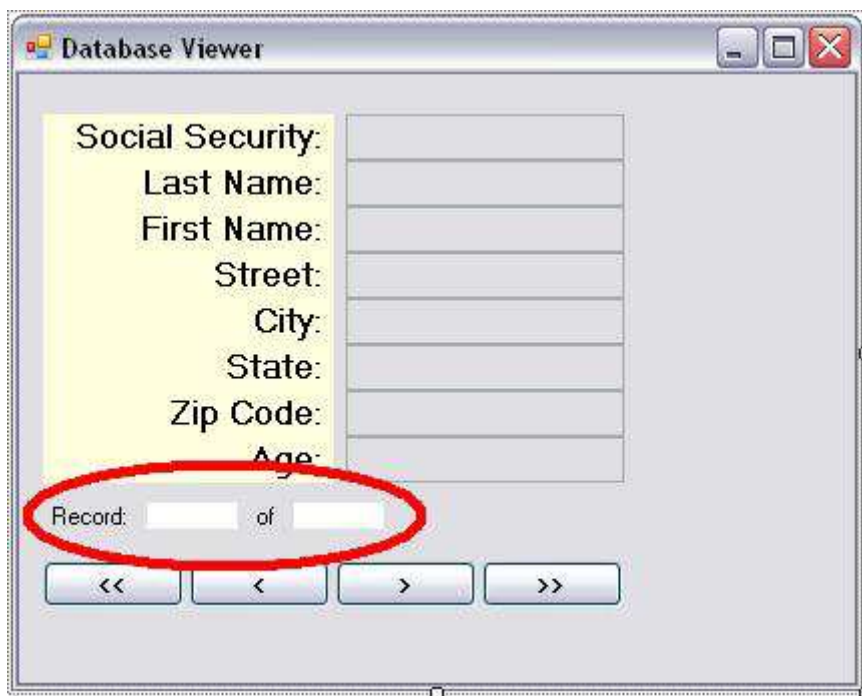 Database Viewer
Social Security:
Last Name:
First Name:
Street:
City:
State:
Zip Code:
Age:
Record: of
<< < > >>